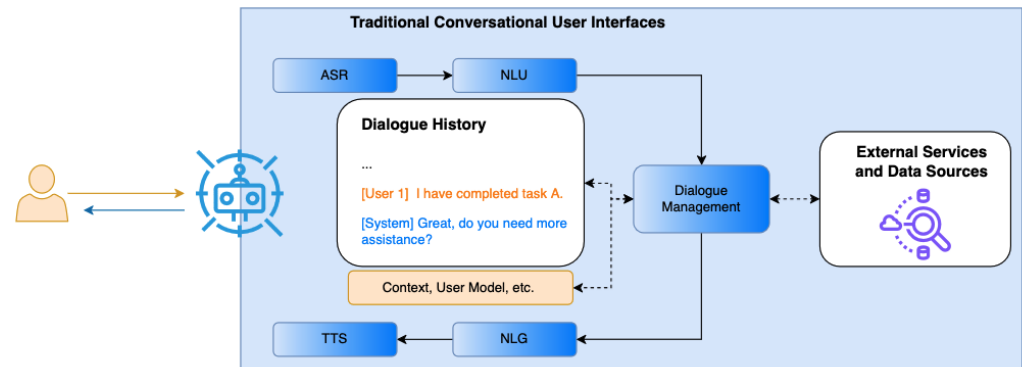 Traditional Conversational User Interfaces
ASR
NLU
Dialogue History
...
[User 1]  I have completed task A.
[System] Great, do you need more
assistance?
Context, User Model, etc.
Dialogue
Management
External Services
and Data Sources
TTS
NLG